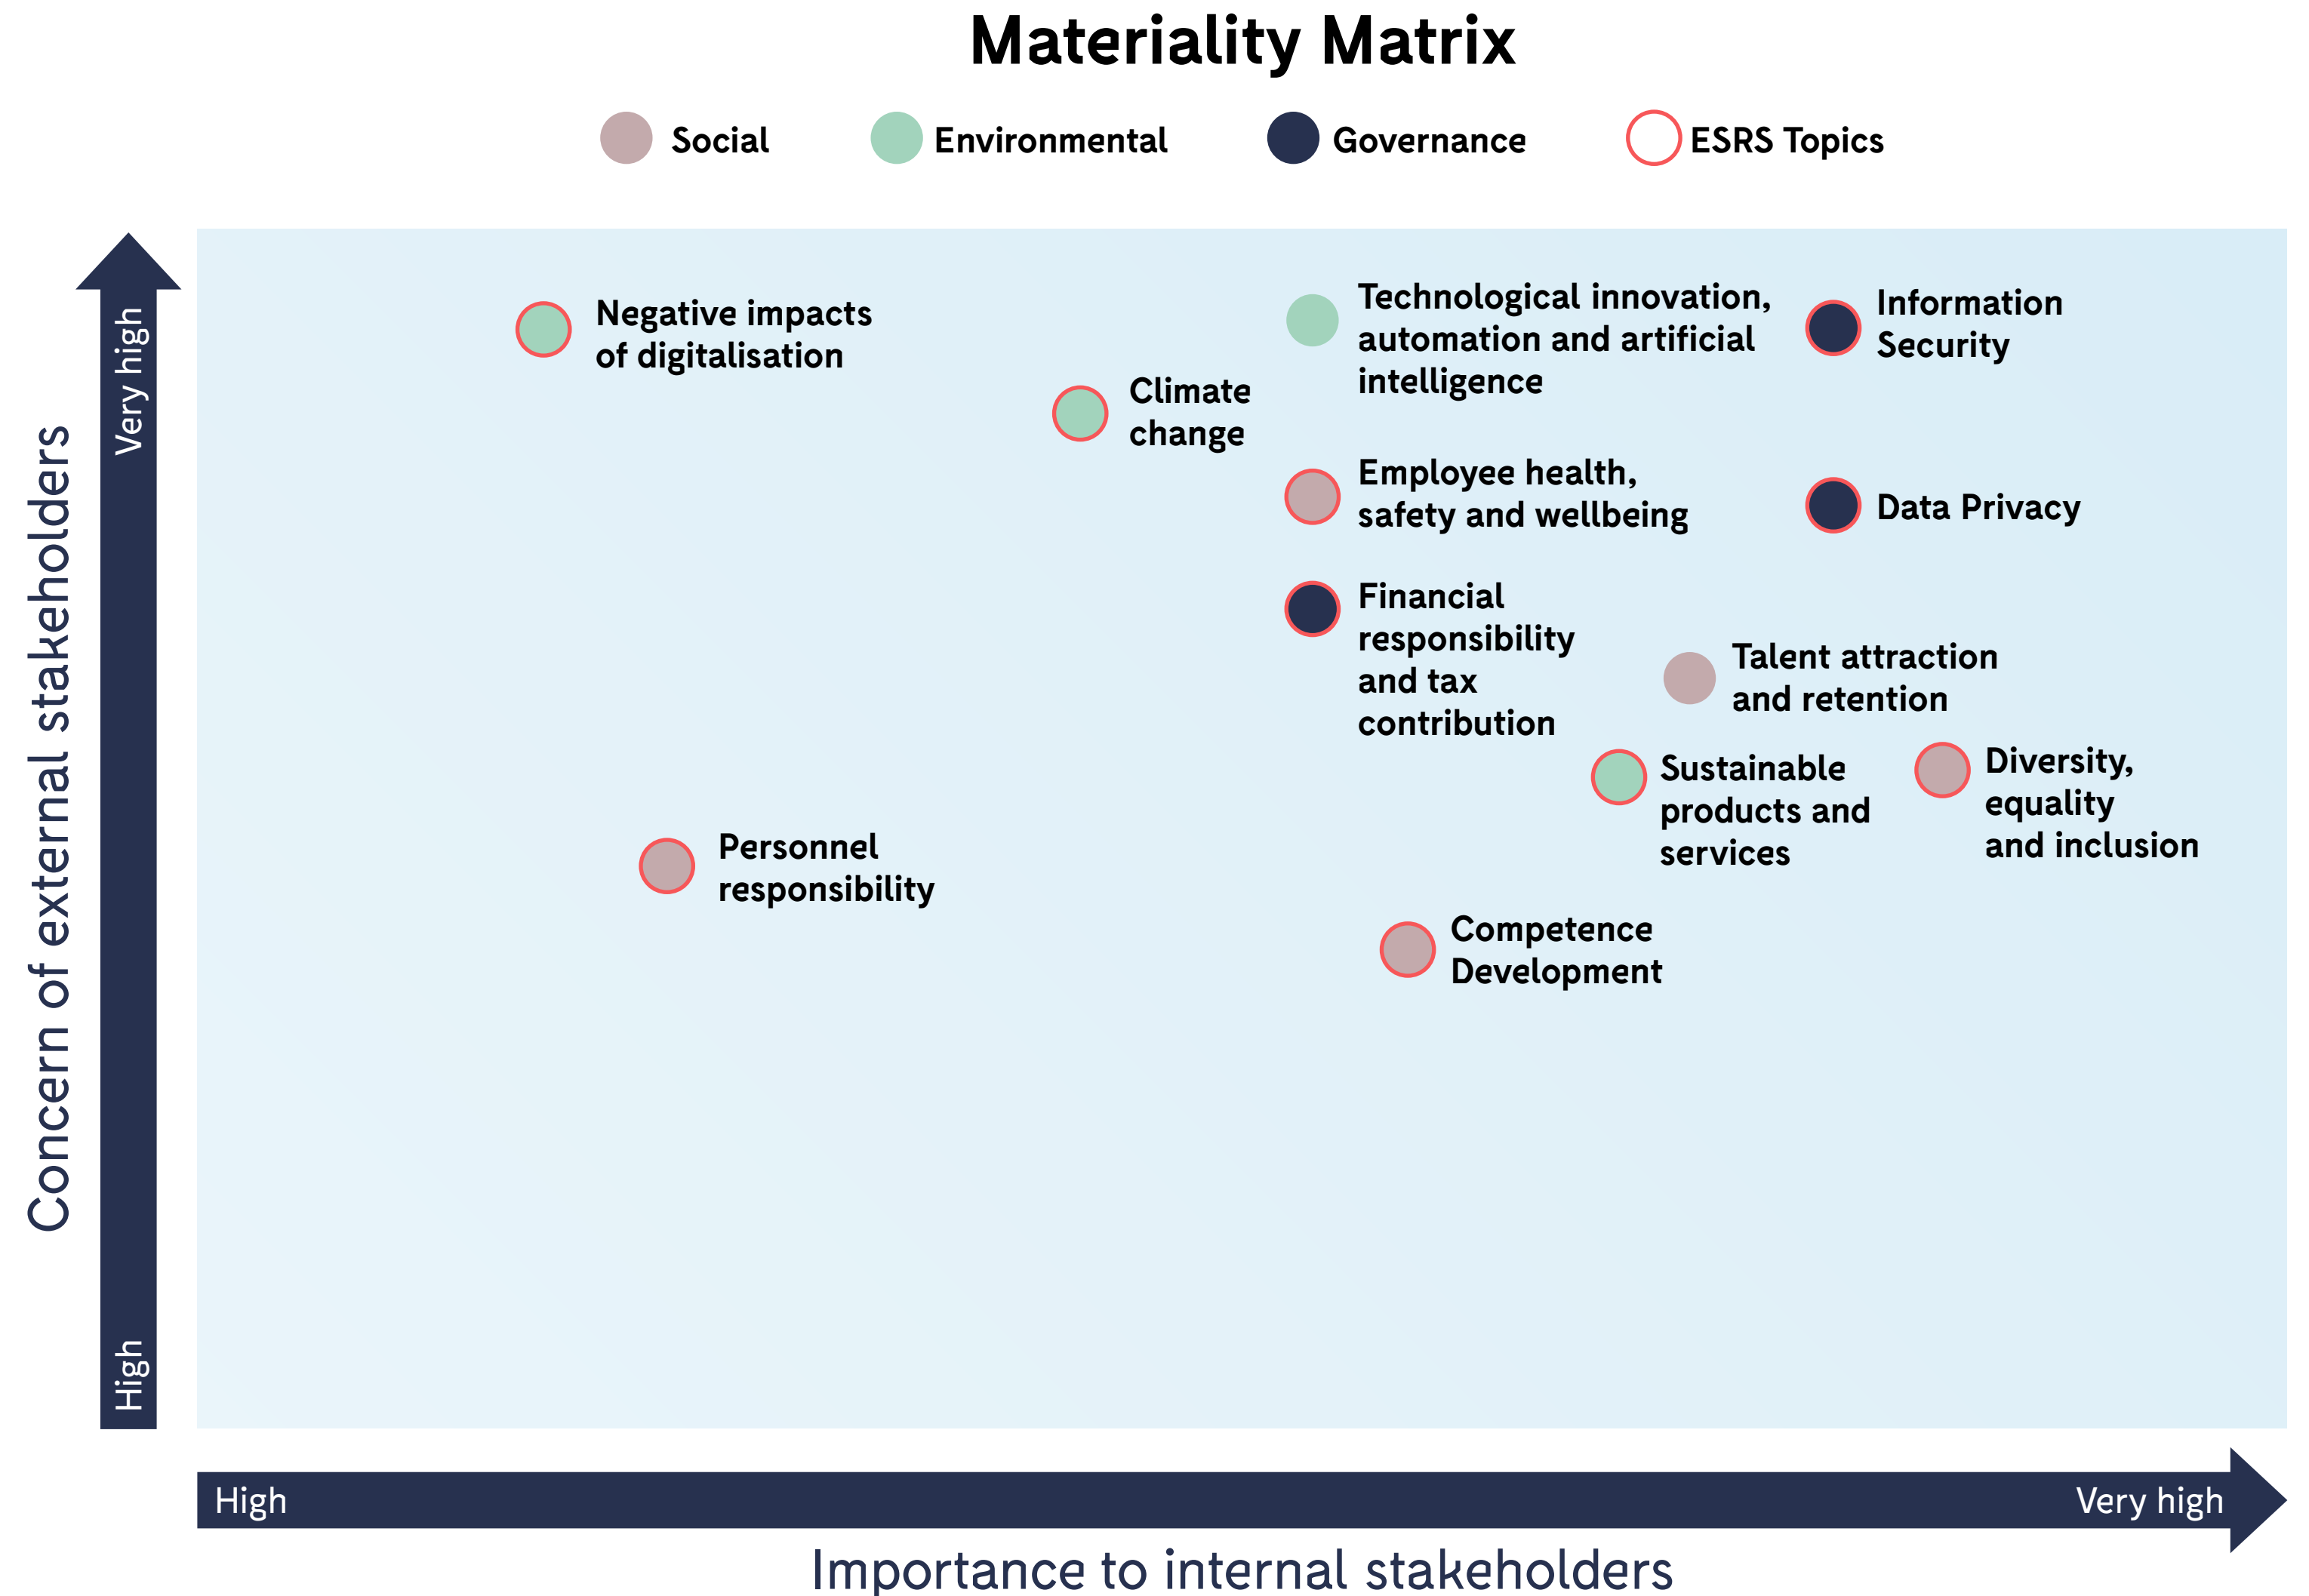 Materiality Matrix
Social
Environmental
Governance
ESRS Topics
Concern of external stakeholders
Very high
High
Negative impacts
of digitalisation
Climate
change
Technological innovation,
automation and artificial
intelligence
Information
Security
Employee health,
safety and wellbeing
Data Privacy
Financial
responsibility
and tax
contribution
Talent attraction
and retention
Sustainable
products and
services
Diversity,
equality
and inclusion
Personnel
responsibility
Competence
Development
High
Very high
Importance to internal stakeholders